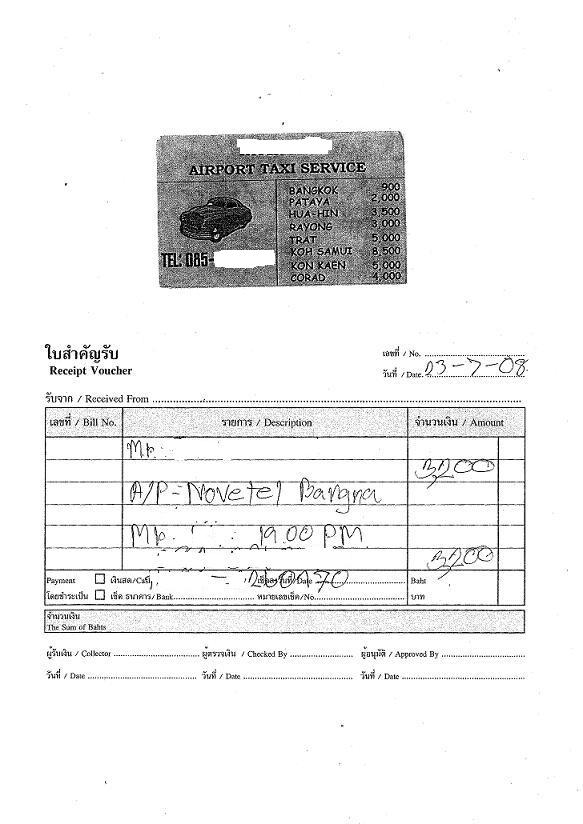 AIRPORT TAXI SERVICE
BANGKOK 900
PATAYA 2,000
HUA-HIN 3,500
RAYONG 3,000
TRAT 5,000
KOH SAMUI 8,500
KON KAEN 6,000
CORAD 4,000
TEL: 085-
ใบสำคัญรับ
Receipt Voucher
เลขที่ / No.
วันที่ / Date. 23-7-08
รับจาก / Received From
เลขที่ / Bill No. รายการ / Description จำนวนเงิน / Amount
Mr.
3200
A/P = Novetel Bangna
Mr. 19.00 PM
3200
Payment เงินสด/Cash Date Baht
โดยชำระเป็น เช็ค ธนาคาร/Bank หมายเลขเช็ค/No. บาท
จำนวนเงิน
The Sum of Bahts
ผู้รับเงิน / Collector ผู้ตรวจเงิน / Checked By ผู้อนุมัติ / Approved By
วันที่ / Date วันที่ / Date วันที่ / Date